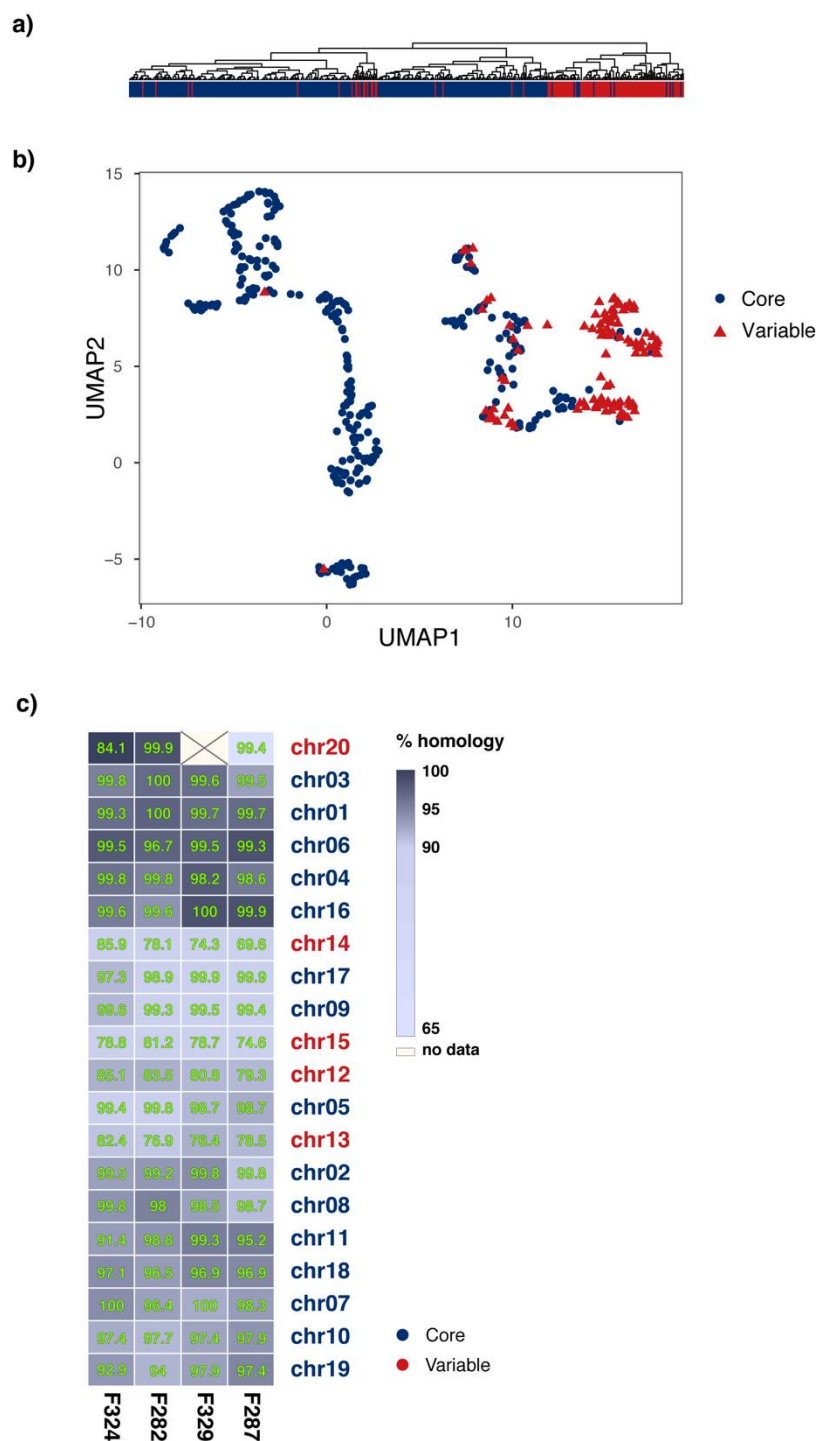 a)
b)
15
10
5
0
−5
−10 0 10
UMAP2
UMAP1
Core
Variable
c)
84.1 99.9 99.4 chr20
99.8 100 99.6 99.5 chr03
99.3 100 99.7 99.7 chr01
99.5 96.7 99.5 99.3 chr06
99.8 99.8 98.2 98.6 chr04
99.6 99.6 100 99.9 chr16
85.9 78.1 74.3 69.6 chr14
97.3 98.9 99.9 99.9 chr17
99.6 99.3 99.5 99.4 chr09
78.8 81.2 78.7 74.6 chr15
85.1 83.5 80.8 79.3 chr12
99.4 99.8 98.7 98.7 chr05
82.4 76.9 76.4 78.5 chr13
99.5 99.2 99.8 99.8 chr02
99.8 98 98.5 98.7 chr08
91.4 98.8 99.3 95.2 chr11
97.1 96.5 96.9 96.9 chr18
100 96.4 100 98.3 chr07
97.4 97.7 97.4 97.9 chr10
92.9 94 97.9 97.4 chr19
F324 F282 F329 F287
% homology
100
95
90
65
no data
Core
Variable